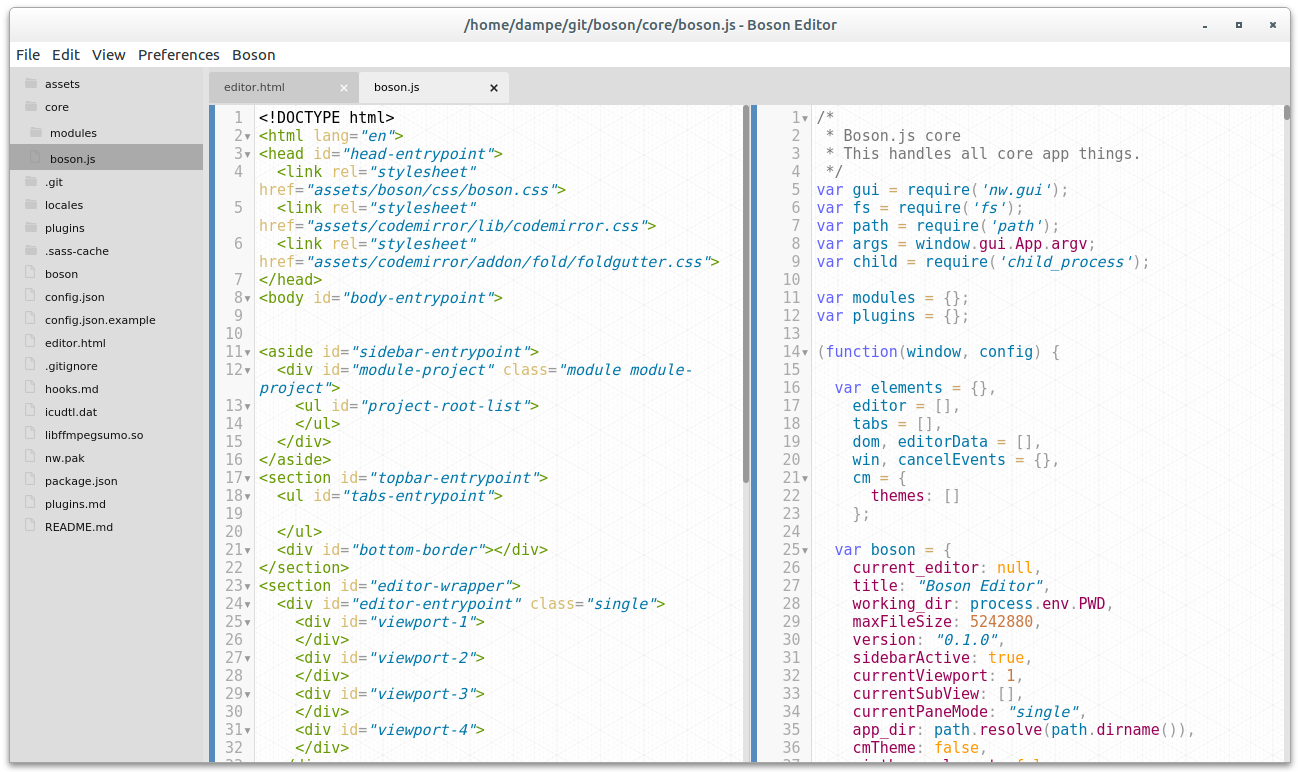 /home/dampe/git/boson/core/boson.js - Boson Editor
File Edit View Preferences Boson
assets
core
modules
boson.js
.git
locales
plugins
.sass-cache
boson
config.json
config.json.example
editor.html
.gitignore
hooks.md
icudtl.dat
libffmpegsumo.so
nw.pak
package.json
plugins.md
README.md
editor.html
boson.js
1 <!DOCTYPE html>
2 <html lang="en">
3 <head id="head-entrypoint">
4   <link rel="stylesheet"
href="assets/boson/css/boson.css">
5   <link rel="stylesheet"
href="assets/codemirror/lib/codemirror.css">
6   <link rel="stylesheet"
href="assets/codemirror/addon/fold/foldgutter.css">
7 </head>
8 <body id="body-entrypoint">
9
10
11 <aside id="sidebar-entrypoint">
12   <div id="module-project" class="module module-
project">
13     <ul id="project-root-list">
14     </ul>
15   </div>
16 </aside>
17 <section id="topbar-entrypoint">
18   <ul id="tabs-entrypoint">
19
20   </ul>
21   <div id="bottom-border"></div>
22 </section>
23 <section id="editor-wrapper">
24   <div id="editor-entrypoint" class="single">
25     <div id="viewport-1">
26     </div>
27     <div id="viewport-2">
28     </div>
29     <div id="viewport-3">
30     </div>
31     <div id="viewport-4">
32     </div>
1 /*
2  * Boson.js core
3  * This handles all core app things.
4  */
5 var gui = require('nw.gui');
6 var fs = require('fs');
7 var path = require('path');
8 var args = window.gui.App.argv;
9 var child = require('child_process');
10
11 var modules = {};
12 var plugins = {};
13
14 (function(window, config) {
15
16   var elements = {},
17     editor = [],
18     tabs = [],
19     dom, editorData = [],
20     win, cancelEvents = {},
21     cm = {
22       themes: []
23     };
24
25   var boson = {
26     current_editor: null,
27     title: "Boson Editor",
28     working_dir: process.env.PWD,
29     maxFileSize: 5242880,
30     version: "0.1.0",
31     sidebarActive: true,
32     currentViewport: 1,
33     currentSubView: [],
34     currentPaneMode: "single",
35     app_dir: path.resolve(path.dirname()),
36     cmTheme: false,